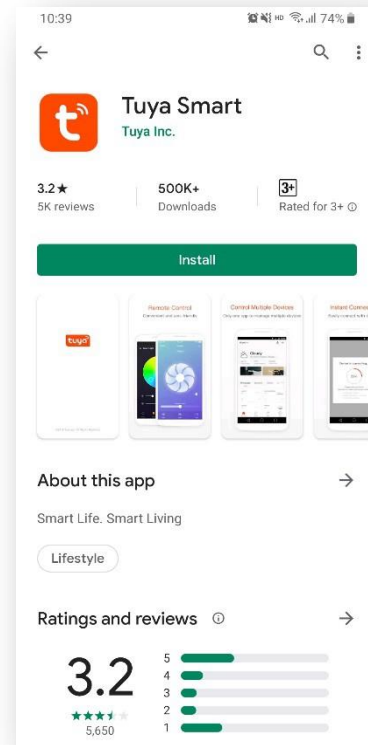 10:39 HD 74%
t
Tuya Smart
Tuya Inc.
3.2★ 500K+ 3+
5K reviews Downloads Rated for 3+
Install
tuya
Remote Control
Control Multiple Devices
Instant Connec
About this app
Smart Life. Smart Living
Lifestyle
Ratings and reviews
3.2
5,650
5
4
3
2
1